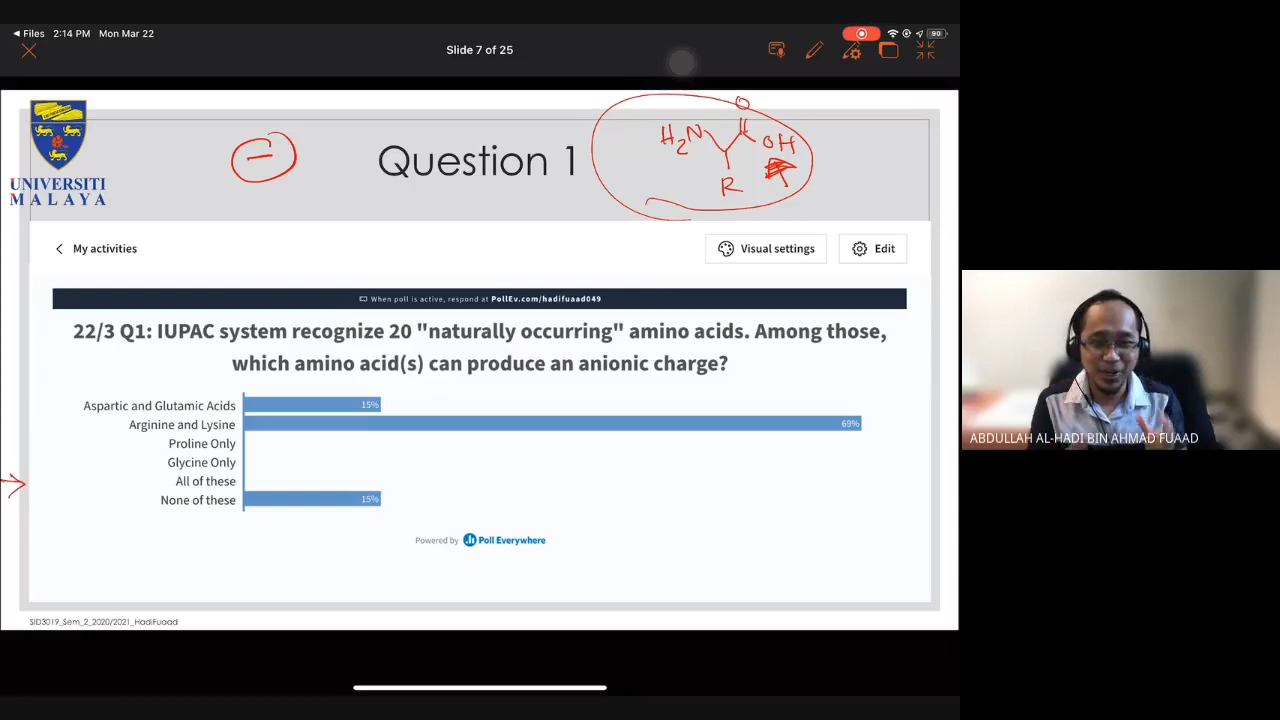 Files 2:14 PM Mon Mar 22
90
Slide 7 of 25
UNIVERSITI
MALAYA
Question 1
O
H2N
OH
R
My activities
Visual settings
Edit
When poll is active, respond at PollEv.com/hadifuaad049
22/3 Q1: IUPAC system recognize 20 "naturally occurring" amino acids. Among those,
which amino acid(s) can produce an anionic charge?
Aspartic and Glutamic Acids 15%
Arginine and Lysine 69%
Proline Only
Glycine Only
All of these
None of these 15%
Powered by Poll Everywhere
SID3019_Sem_2_2020/2021_HadiFuaad
ABDULLAH AL-HADI BIN AHMAD FUAAD